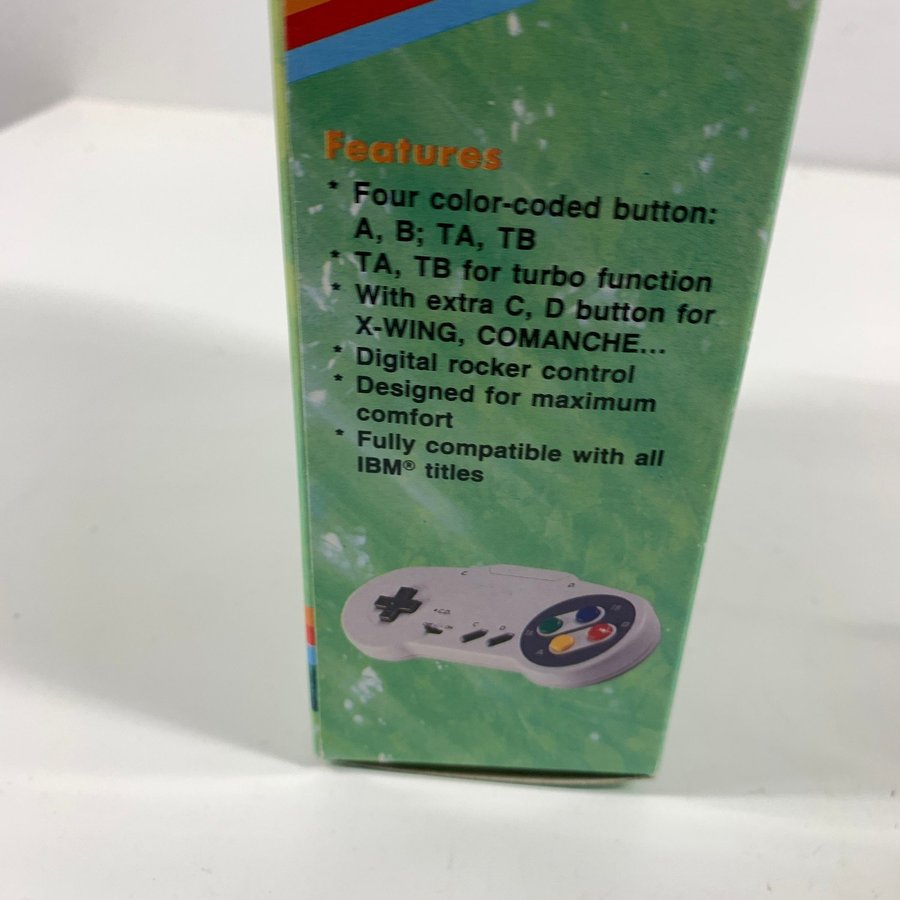 Features
* Four color-coded button:
A, B; TA, TB
* TA, TB for turbo function
* With extra C, D button for
X-WING, COMANCHE...
* Digital rocker control
* Designed for maximum
comfort
* Fully compatible with all
IBM® titles
C
D
C
D
A